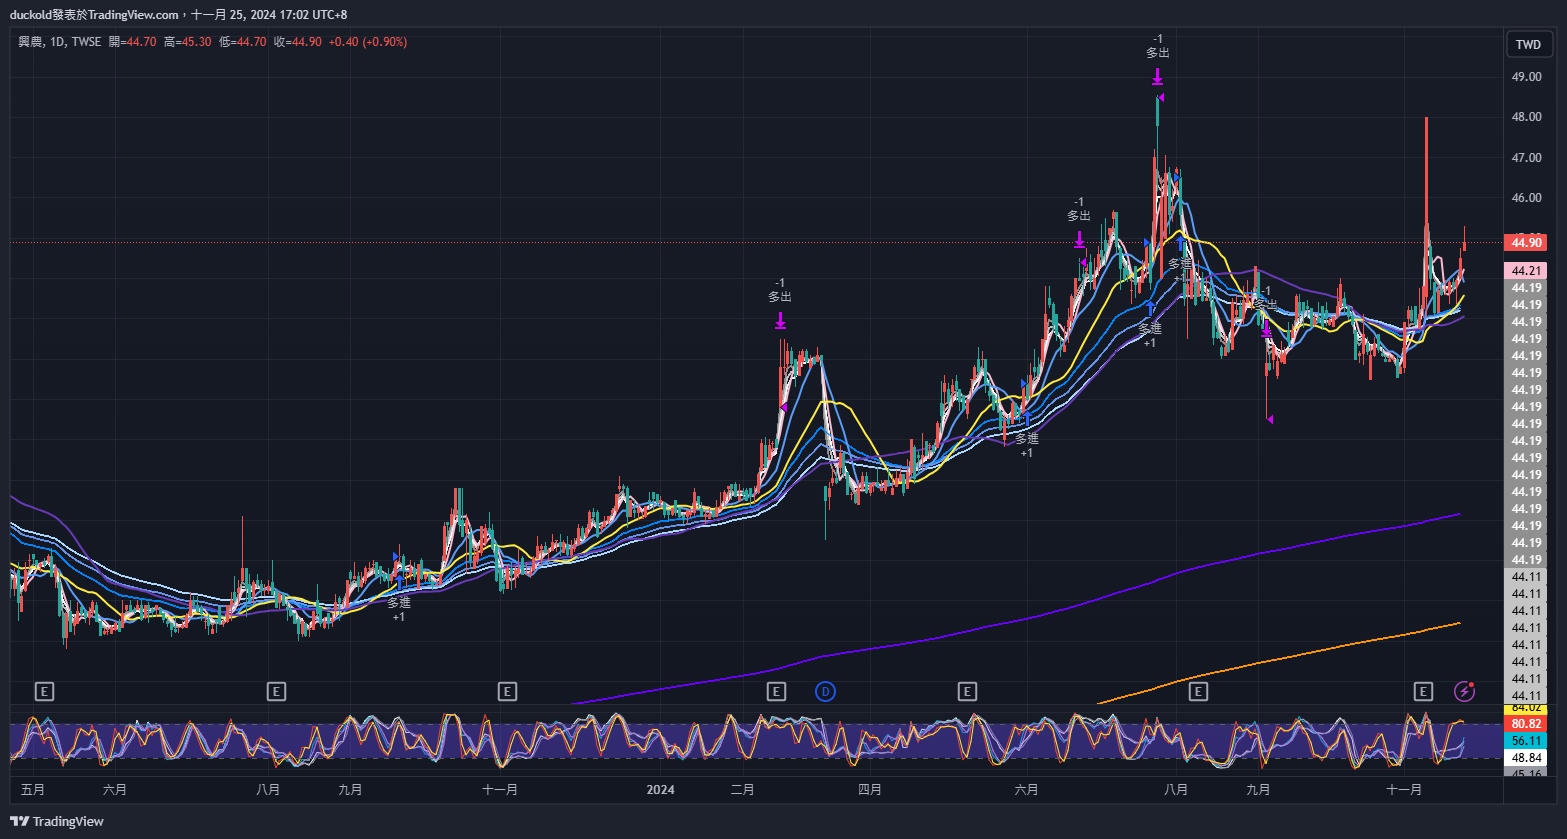 duckold發表於TradingView.com，十一月 25, 2024 17:02 UTC+8
興農, 1D, TWSE 開=44.70 高=45.30 低=44.70 收=44.90 +0.40 (+0.90%)
TWD
-1
多出
49.00
48.00
47.00
46.00
-1
多出
44.90
多進
+1
44.21
44.19
-1
多出
-1
多出
44.19
44.19
多進
+1
44.19
44.19
44.19
44.19
44.19
44.19
44.19
多進
+1
44.19
44.19
44.19
44.19
44.19
44.19
44.19
44.11
44.11
多進
+1
44.11
44.11
44.11
44.11
44.11
44.11
E
E
E
E
D
E
E
E
84.02
80.82
56.11
48.84
45.16
五月 六月 八月 九月 十一月 2024 二月 四月 六月 八月 九月 十一月
TradingView